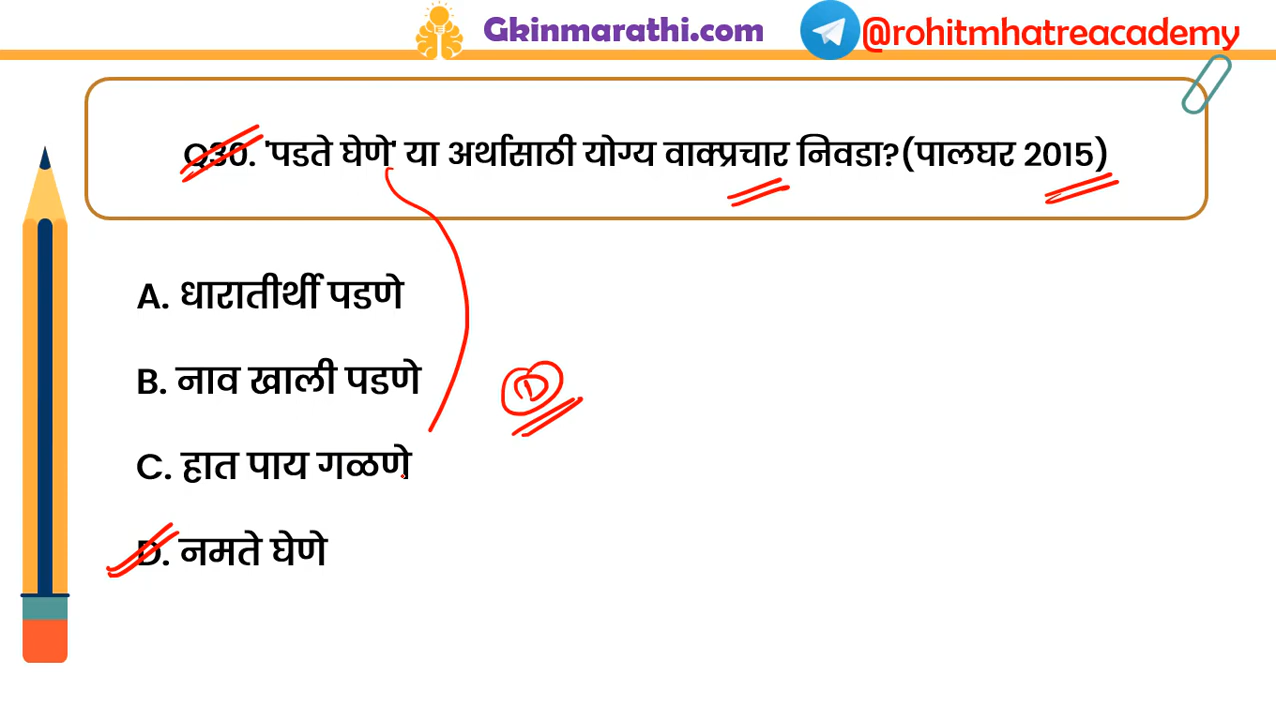 Gkinmarathi.com
@rohitmhatreacademy
Q30. 'पडते घेणे' या अर्थासाठी योग्य वाक्प्रचार निवडा?(पालघर 2015)
A. धारातीर्थी पडणे
B. नाव खाली पडणे
C. हात पाय गळणे
D
D. नमते घेणे